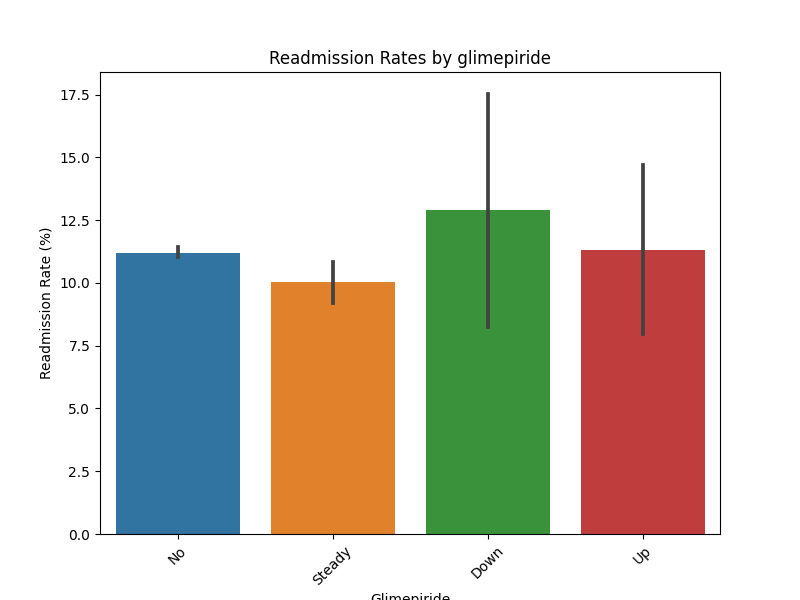 Readmission Rates by glimepiride
Readmission Rate (%)
17.5
15.0
12.5
10.0
7.5
5.0
2.5
0.0
No
Steady
Down
Up
Glimepiride